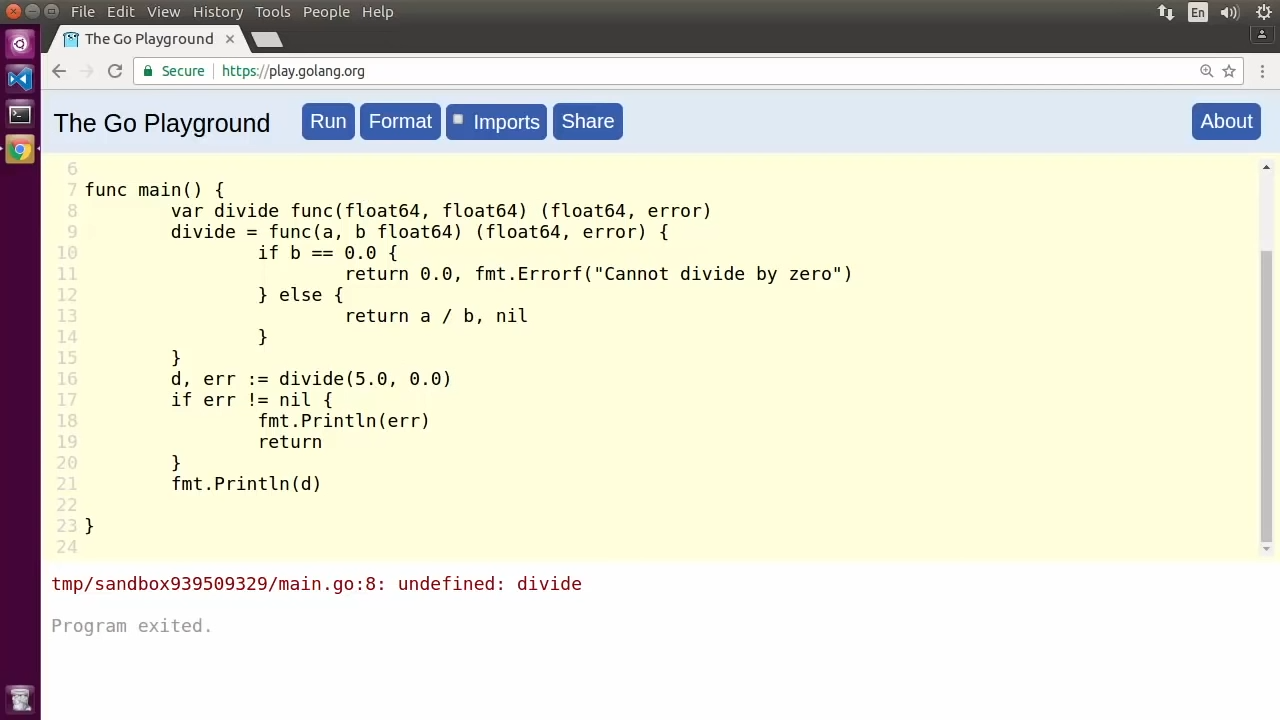 File Edit View History Tools People Help
En
The Go Playground
Secure https://play.golang.org
The Go Playground Run Format Imports Share About
6
7 func main() {
8 var divide func(float64, float64) (float64, error)
9 divide = func(a, b float64) (float64, error) {
10 if b == 0.0 {
11 return 0.0, fmt.Errorf("Cannot divide by zero")
12 } else {
13 return a / b, nil
14 }
15 }
16 d, err := divide(5.0, 0.0)
17 if err != nil {
18 fmt.Println(err)
19 return
20 }
21 fmt.Println(d)
22
23 }
24
tmp/sandbox939509329/main.go:8: undefined: divide
Program exited.